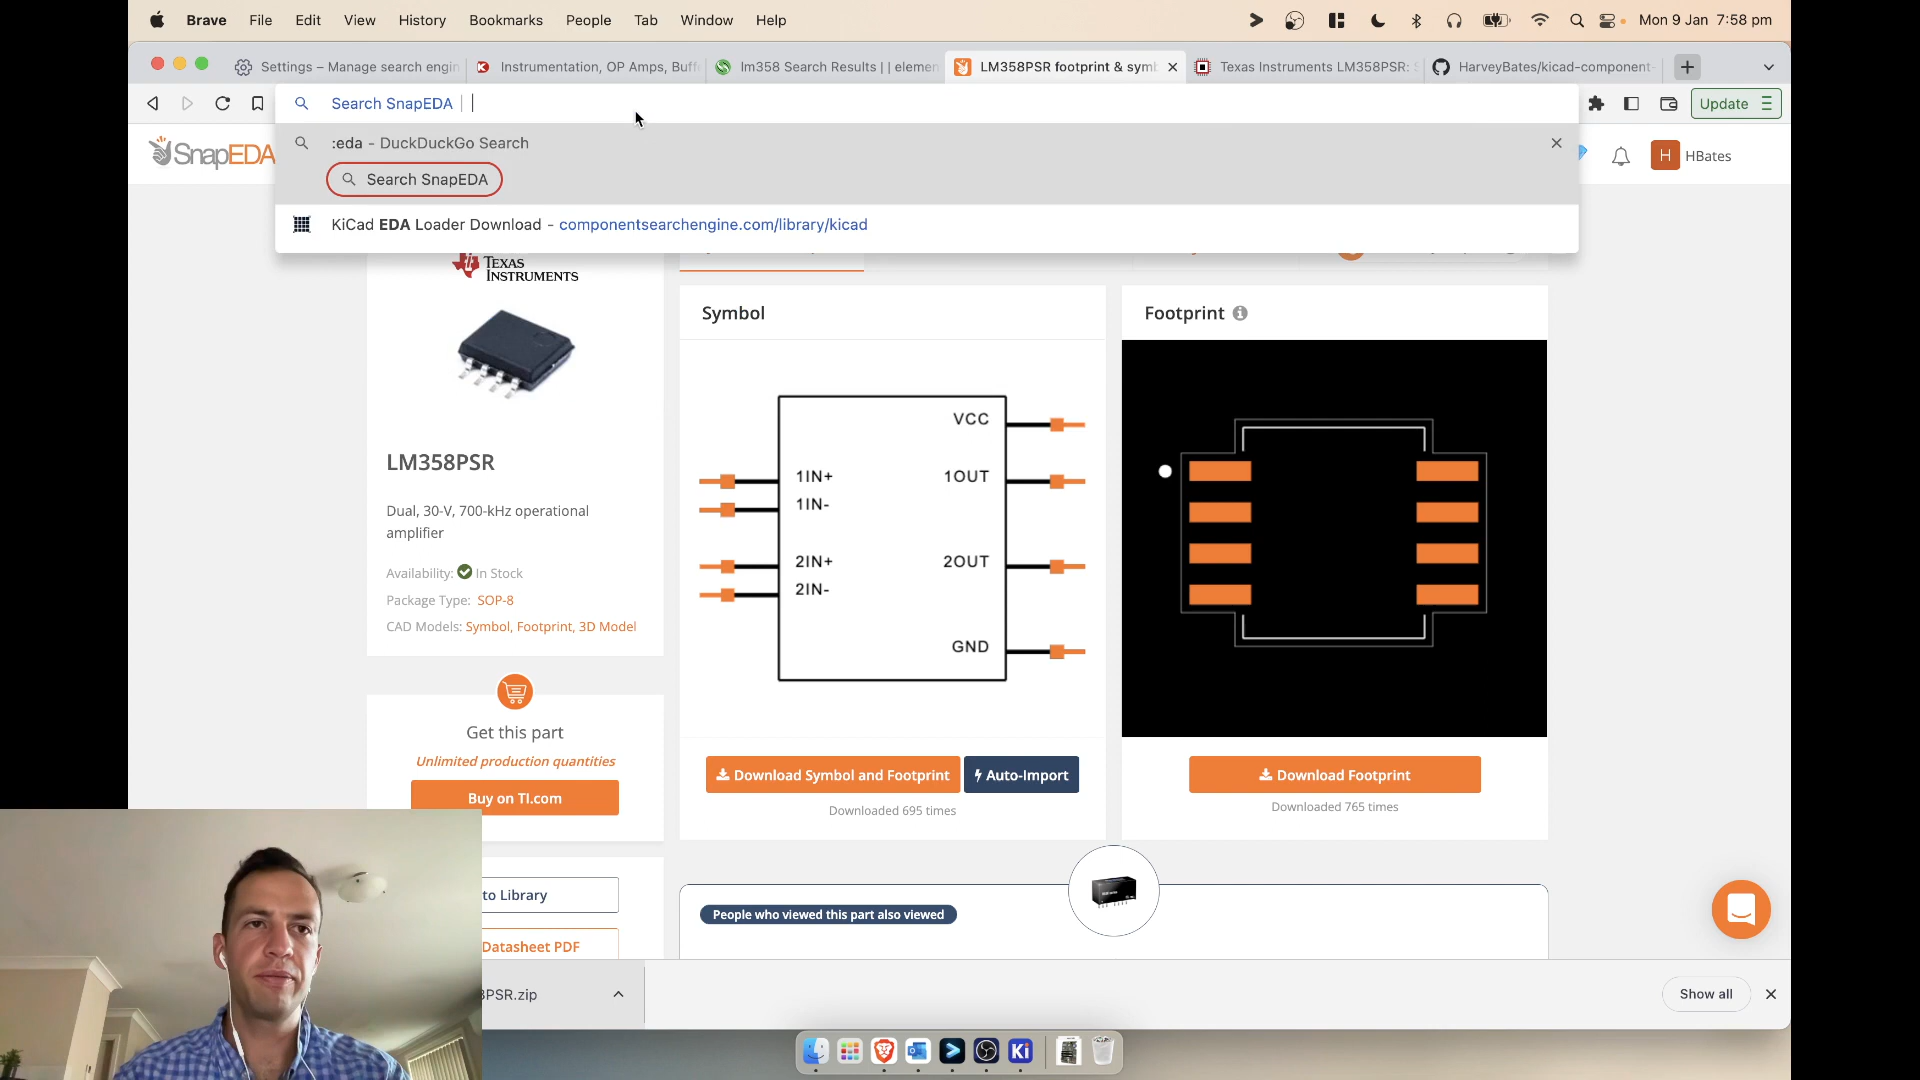 Brave File Edit View History Bookmarks People Tab Window Help
Mon 9 Jan 7:58 pm
Settings – Manage search engin
Instrumentation, OP Amps, Buff
lm358 Search Results | | elemen
LM358PSR footprint & symb
Texas Instruments LM358PSR: S
HarveyBates/kicad-component-
Search SnapEDA
Update
:eda – DuckDuckGo Search
Search SnapEDA
KiCad EDA Loader Download – componentsearchengine.com/library/kicad
SnapEDA
H HBates
TEXAS
INSTRUMENTS
LM358PSR
Dual, 30-V, 700-kHz operational
amplifier
Availability: In Stock
Package Type: SOP-8
CAD Models: Symbol, Footprint, 3D Model
Get this part
Unlimited production quantities
Buy on TI.com
to Library
Datasheet PDF
Symbol
VCC
1IN+ 1OUT
1IN-
2IN+ 2OUT
2IN-
GND
Download Symbol and Footprint
Auto-Import
Downloaded 695 times
Footprint
Download Footprint
Downloaded 765 times
People who viewed this part also viewed
PSR.zip
Show all
Ki